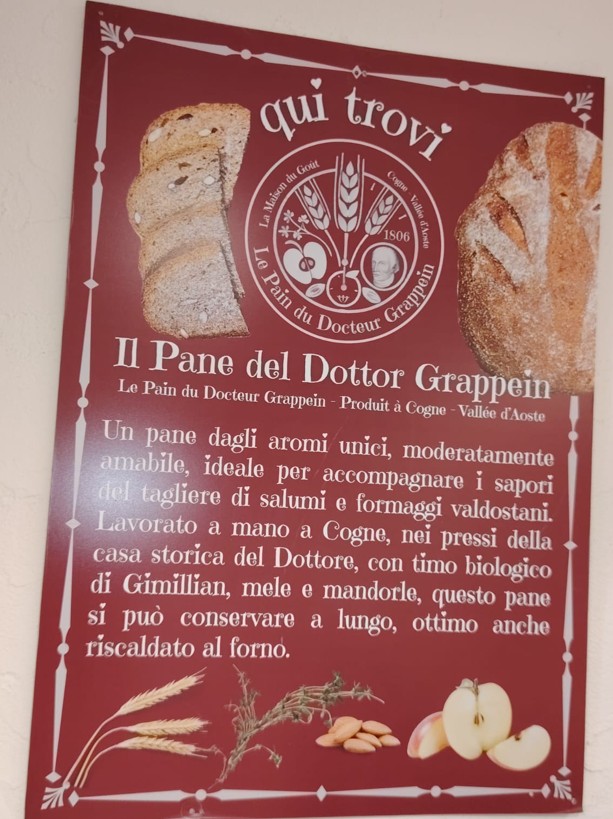 qui trovi
La Maison du Goût
Cogne Vallée d'Aoste
1806
Le Pain du Docteur Grappein
Il Pane del Dottor Grappein
Le Pain du Docteur Grappein - Produit à Cogne - Vallée d'Aoste
Un pane dagli aromi unici, moderatamente
amabile, ideale per accompagnare i sapori
del tagliere di salumi e formaggi valdostani.
Lavorato a mano a Cogne, nei pressi della
casa storica del Dottore, con timo biologico
di Gimillian, mele e mandorle, questo pane
si può conservare a lungo, ottimo anche
riscaldato al forno.